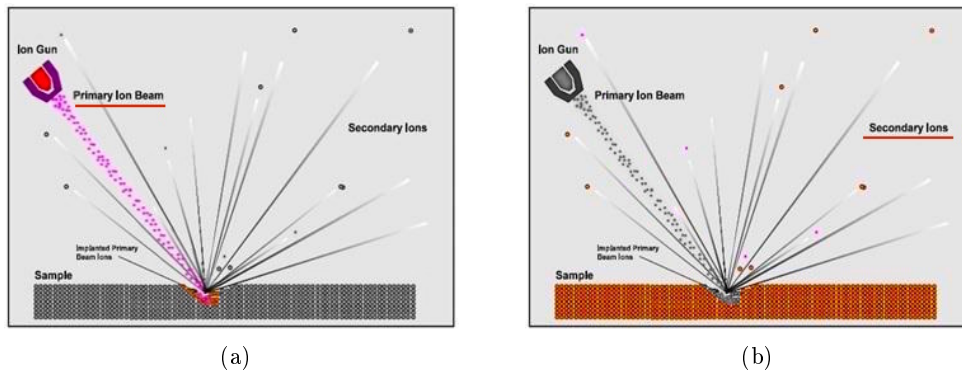 Ion Gun
Primary Ion Beam
Secondary Ions
Implanted Primary
Beam Ions
Sample
(a)
Ion Gun
Primary Ion Beam
Secondary Ions
Implanted Primary
Beam Ions
Sample
(b)